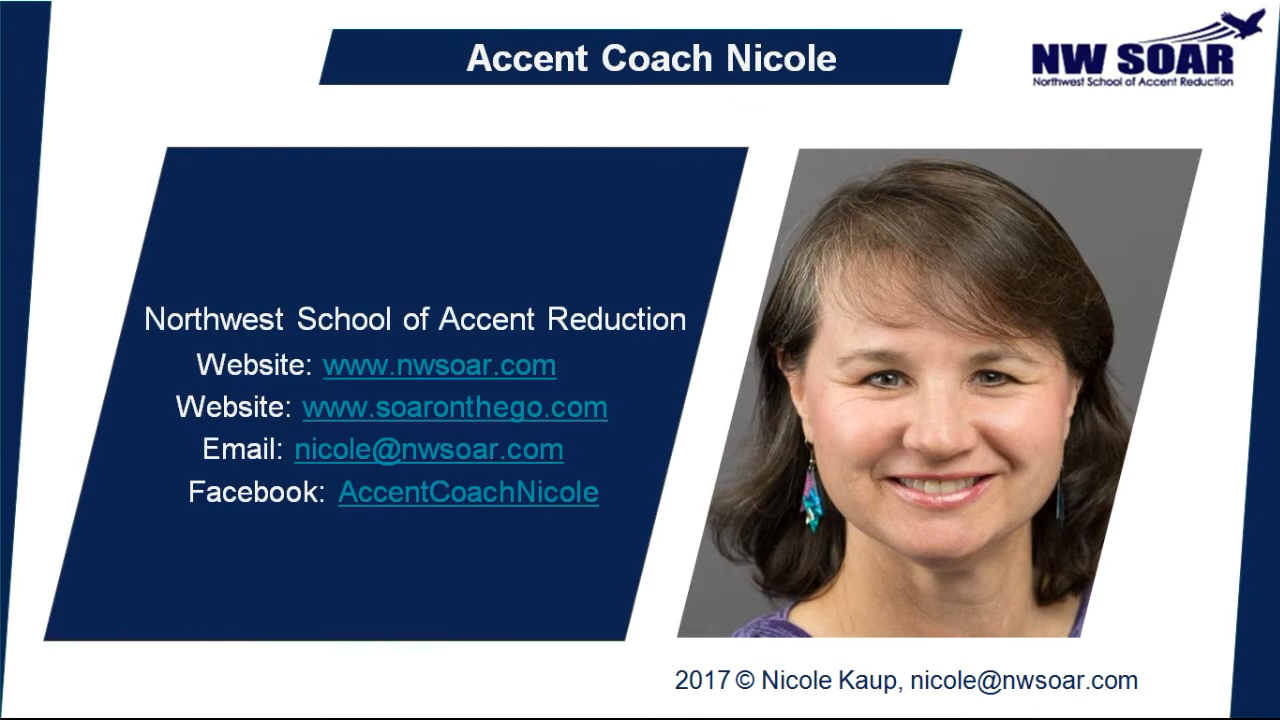 Accent Coach Nicole
NW SOAR
Northwest School of Accent Reduction
Northwest School of Accent Reduction
Website: www.nwsoar.com
Website: www.soaronthego.com
Email: nicole@nwsoar.com
Facebook: AccentCoachNicole
2017 © Nicole Kaup, nicole@nwsoar.com